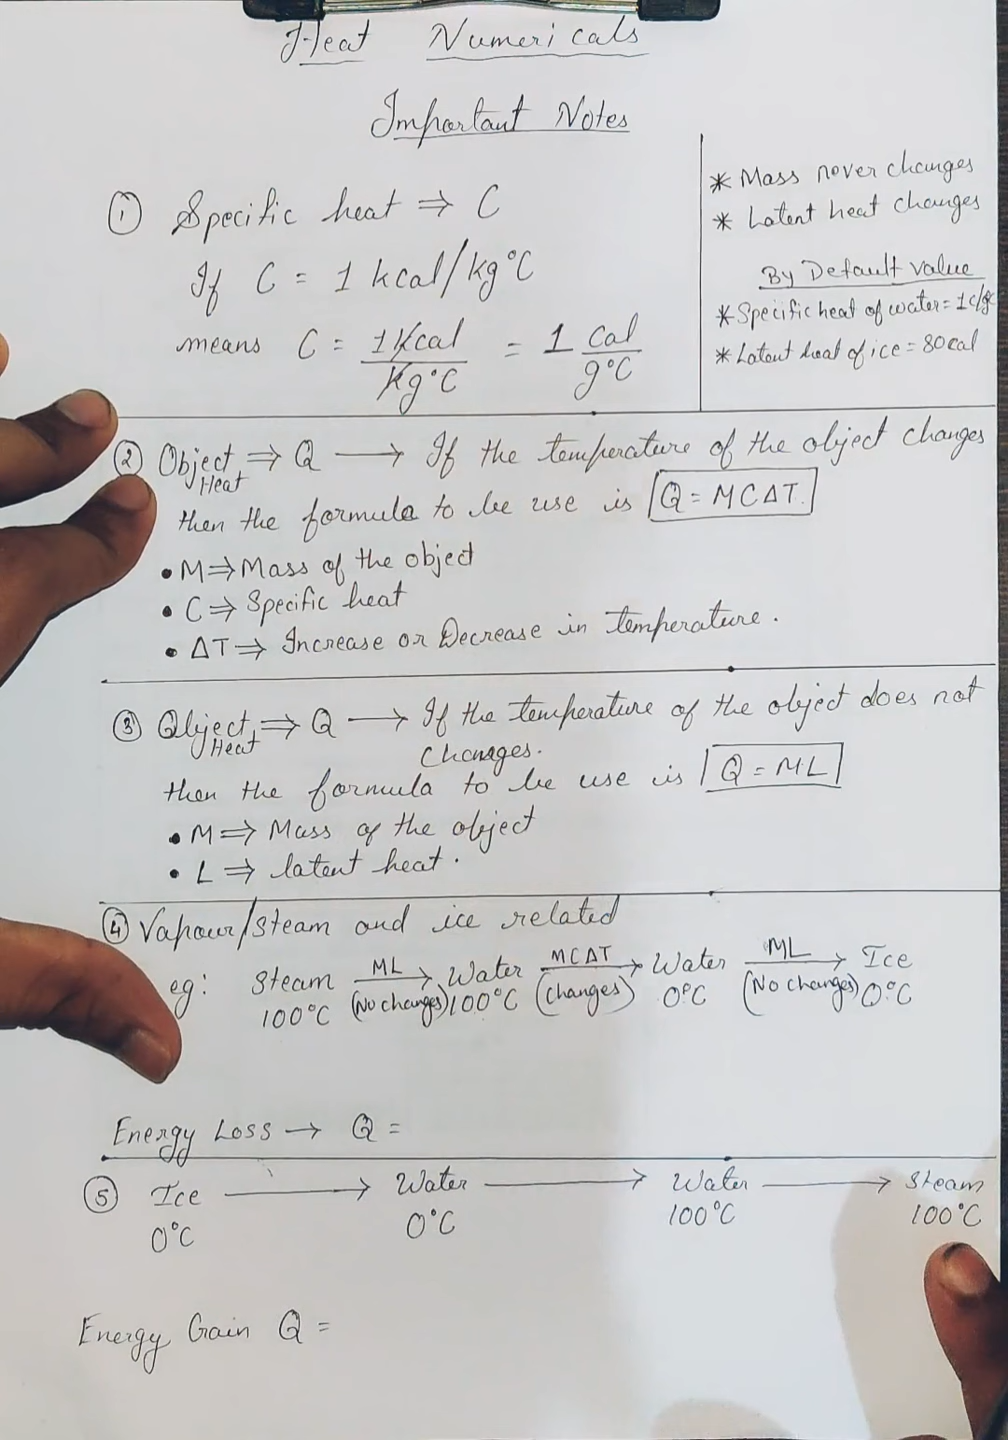 Heat Numericals
Important Notes
① Specific heat ⇒ C
If C = 1 kcal/kg°C
means C = 1 Kcal / Kg°C = 1 Cal / g°C
* Mass never changes
* Latent heat changes
By Default value
* Specific heat of water = 1 c/g
* Latent heat of ice = 80 cal
② Object Heat ⇒ Q ⟶ If the temperature of the object changes
then the formula to be use is Q = MCΔT.
• M ⇒ Mass of the object
• C ⇒ Specific heat
• ΔT ⇒ Increase or Decrease in temperature.
③ Object Heat ⇒ Q ⟶ If the temperature of the object does not
changes.
then the formula to be use is Q = ML
• M ⇒ Mass of the object
• L ⇒ latent heat.
④ Vapour/Steam and ice related
ML MCΔT ML
eg: Steam ⟶ Water ⟶ Water ⟶ Ice
100°C (No changes) 100°C (changes) 0°C (No changes) 0°C
Energy Loss → Q =
⑤ Ice ⟶ Water ⟶ Water ⟶ Steam
0°C 0°C 100°C 100°C
Energy Gain Q =